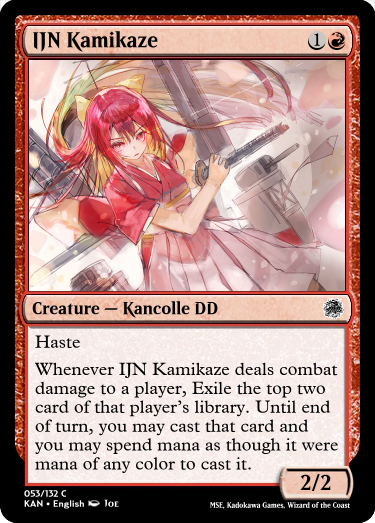 IJN Kamikaze 1
Creature — Kancolle DD
Haste
Whenever IJN Kamikaze deals combat
damage to a player, Exile the top two
card of that player's library. Until end
of turn, you may cast that card and
you may spend mana as though it were
mana of any color to cast it.
2/2
053/132 C
KAN • English JOE
MSE, Kadokawa Games, Wizard of the Coast